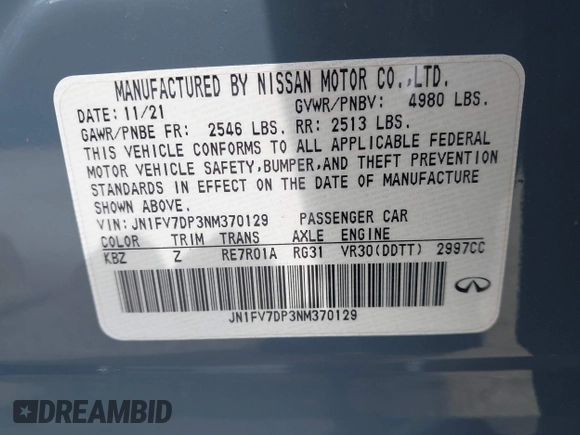 MANUFACTURED BY NISSAN MOTOR CO.,LTD.
DATE: 11/21 GVWR/PNBV: 4980 LBS.
GAWR/PNBE FR: 2546 LBS. RR: 2513 LBS.
THIS VEHICLE CONFORMS TO ALL APPLICABLE FEDERAL
MOTOR VEHICLE SAFETY,BUMPER,AND THEFT PREVENTION
STANDARDS IN EFFECT ON THE DATE OF MANUFACTURE
SHOWN ABOVE.
VIN: JN1FV7DP3NM370129 PASSENGER CAR
COLOR TRIM TRANS AXLE ENGINE
KBZ Z RE7R01A RG31 VR30(DDTT) 2997CC
JN1FV7DP3NM370129
INFINITI
DREAMBID